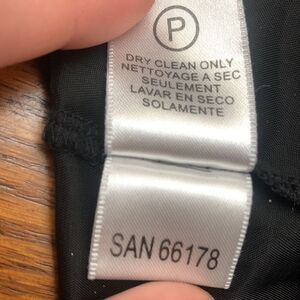 P
DRY CLEAN ONLY
NETTOYAGE A SEC
SEULEMENT
LAVAR EN SECO
SOLAMENTE
SAN 66178